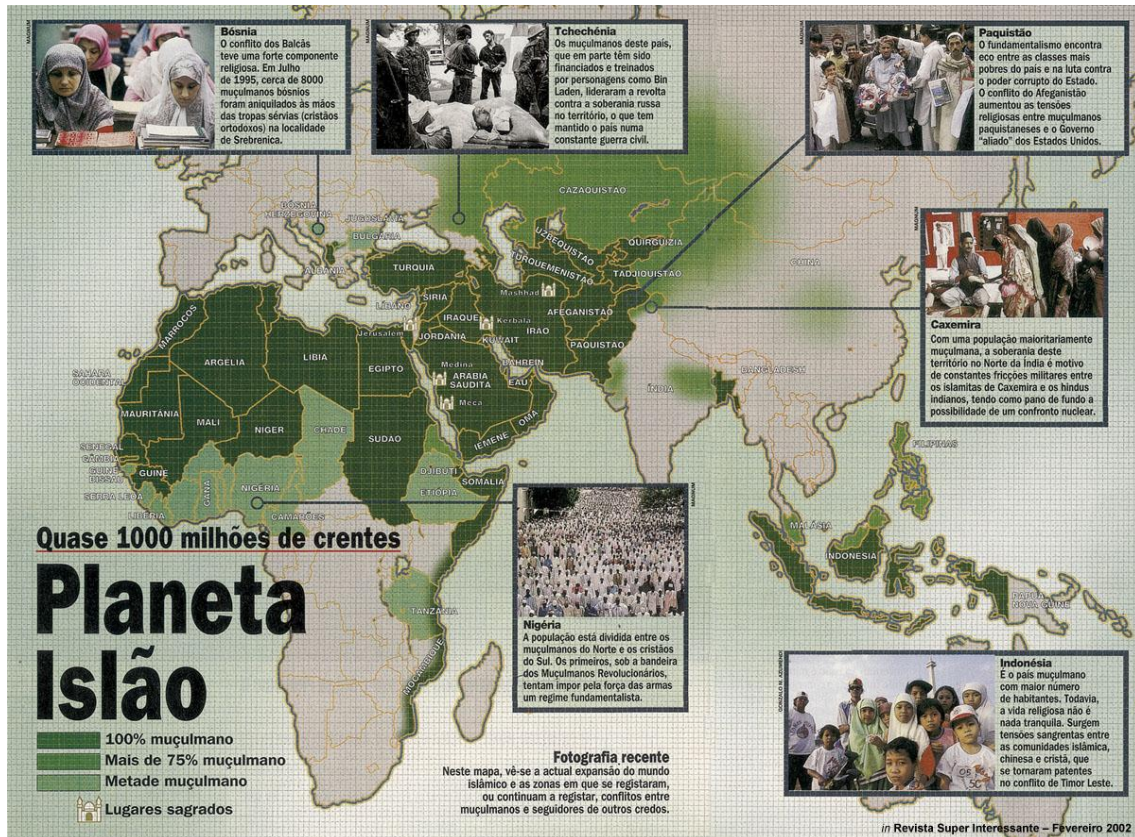 MAGNUM
Bósnia
O conflito dos Balcãs
teve uma forte componente
religiosa. Em Julho
de 1995, cerca de 8000
muçulmanos bósnios
foram aniquilados às mãos
das tropas sérvias (cristãos
ortodoxos) na localidade
de Srebrenica.
MAGNUM
Tchechénia
Os muçulmanos deste país,
que em parte têm sido
financiados e treinados
por personagens como Bin
Laden, lideraram a revolta
contra a soberania russa
no território, o que tem
mantido o país numa
constante guerra civil.
MAGNUM
Paquistão
O fundamentalismo encontra
eco entre as classes mais
pobres do país e na luta contra
o poder corrupto do Estado.
O conflito do Afeganistão
aumentou as tensões
religiosas entre muçulmanos
paquistaneses e o Governo
"aliado" dos Estados Unidos.
MAGNUM
Caxemira
Com uma população maioritariamente
muçulmana, a soberania deste
território no Norte da Índia é motivo
de constantes fricções militares entre
os islamitas de Caxemira e os hindus
indianos, tendo como pano de fundo a
possibilidade de um confronto nuclear.
CAZAQUISTÃO
BÓSNIA
HERZEGOVINA
JUGOSLÁVIA
BULGÁRIA
ALBÂNIA
UZBEQUISTÃO
QUIRGUIZIA
TURQUEMENISTÃO
TADJIQUISTÃO
CHINA
TURQUIA
Mashhad
LÍBANO
SÍRIA
IRAQUE
Kerbala
AFEGANISTÃO
IRÃO
Jerusalem
JORDÂNIA
KUWAIT
PAQUISTÃO
MARROCOS
ARGÉLIA
LÍBIA
EGIPTO
Medina
ARÁBIA
SAUDITA
BAHREIN
EAU
Meca
OMÃ
IÉMENE
ÍNDIA
BANGLADESH
SAHARA
OCIDENTAL
MAURITÂNIA
MALI
NÍGER
CHADE
SUDÃO
SENEGAL
GÂMBIA
GUINÉ
BISSAU
GUINÉ
SERRA LEOA
LIBÉRIA
GANA
NIGÉRIA
CAMARÕES
DJIBUTI
ETIÓPIA
SOMÁLIA
TANZÂNIA
MOÇAMBIQUE
FILIPINAS
MALÁSIA
INDONÉSIA
PAPUA
NOVA GUINÉ
MAGNUM
Nigéria
A população está dividida entre os
muçulmanos do Norte e os cristãos
do Sul. Os primeiros, sob a bandeira
dos Muçulmanos Revolucionários,
tentam impor pela força das armas
um regime fundamentalista.
GONZALO M. AZUMENDI
Indonésia
É o país muçulmano
com maior número
de habitantes. Todavia,
a vida religiosa não é
nada tranquila. Surgem
tensões sangrentas entre
as comunidades islâmica,
chinesa e cristã, que
se tornaram patentes
no conflito de Timor Leste.
Quase 1000 milhões de crentes
Planeta
Islão
100% muçulmano
Mais de 75% muçulmano
Metade muçulmano
Lugares sagrados
Fotografia recente
Neste mapa, vê-se a actual expansão do mundo
islâmico e as zonas em que se registaram,
ou continuam a registar, conflitos entre
muçulmanos e seguidores de outros credos.
in Revista Super Interessante – Fevereiro 2002